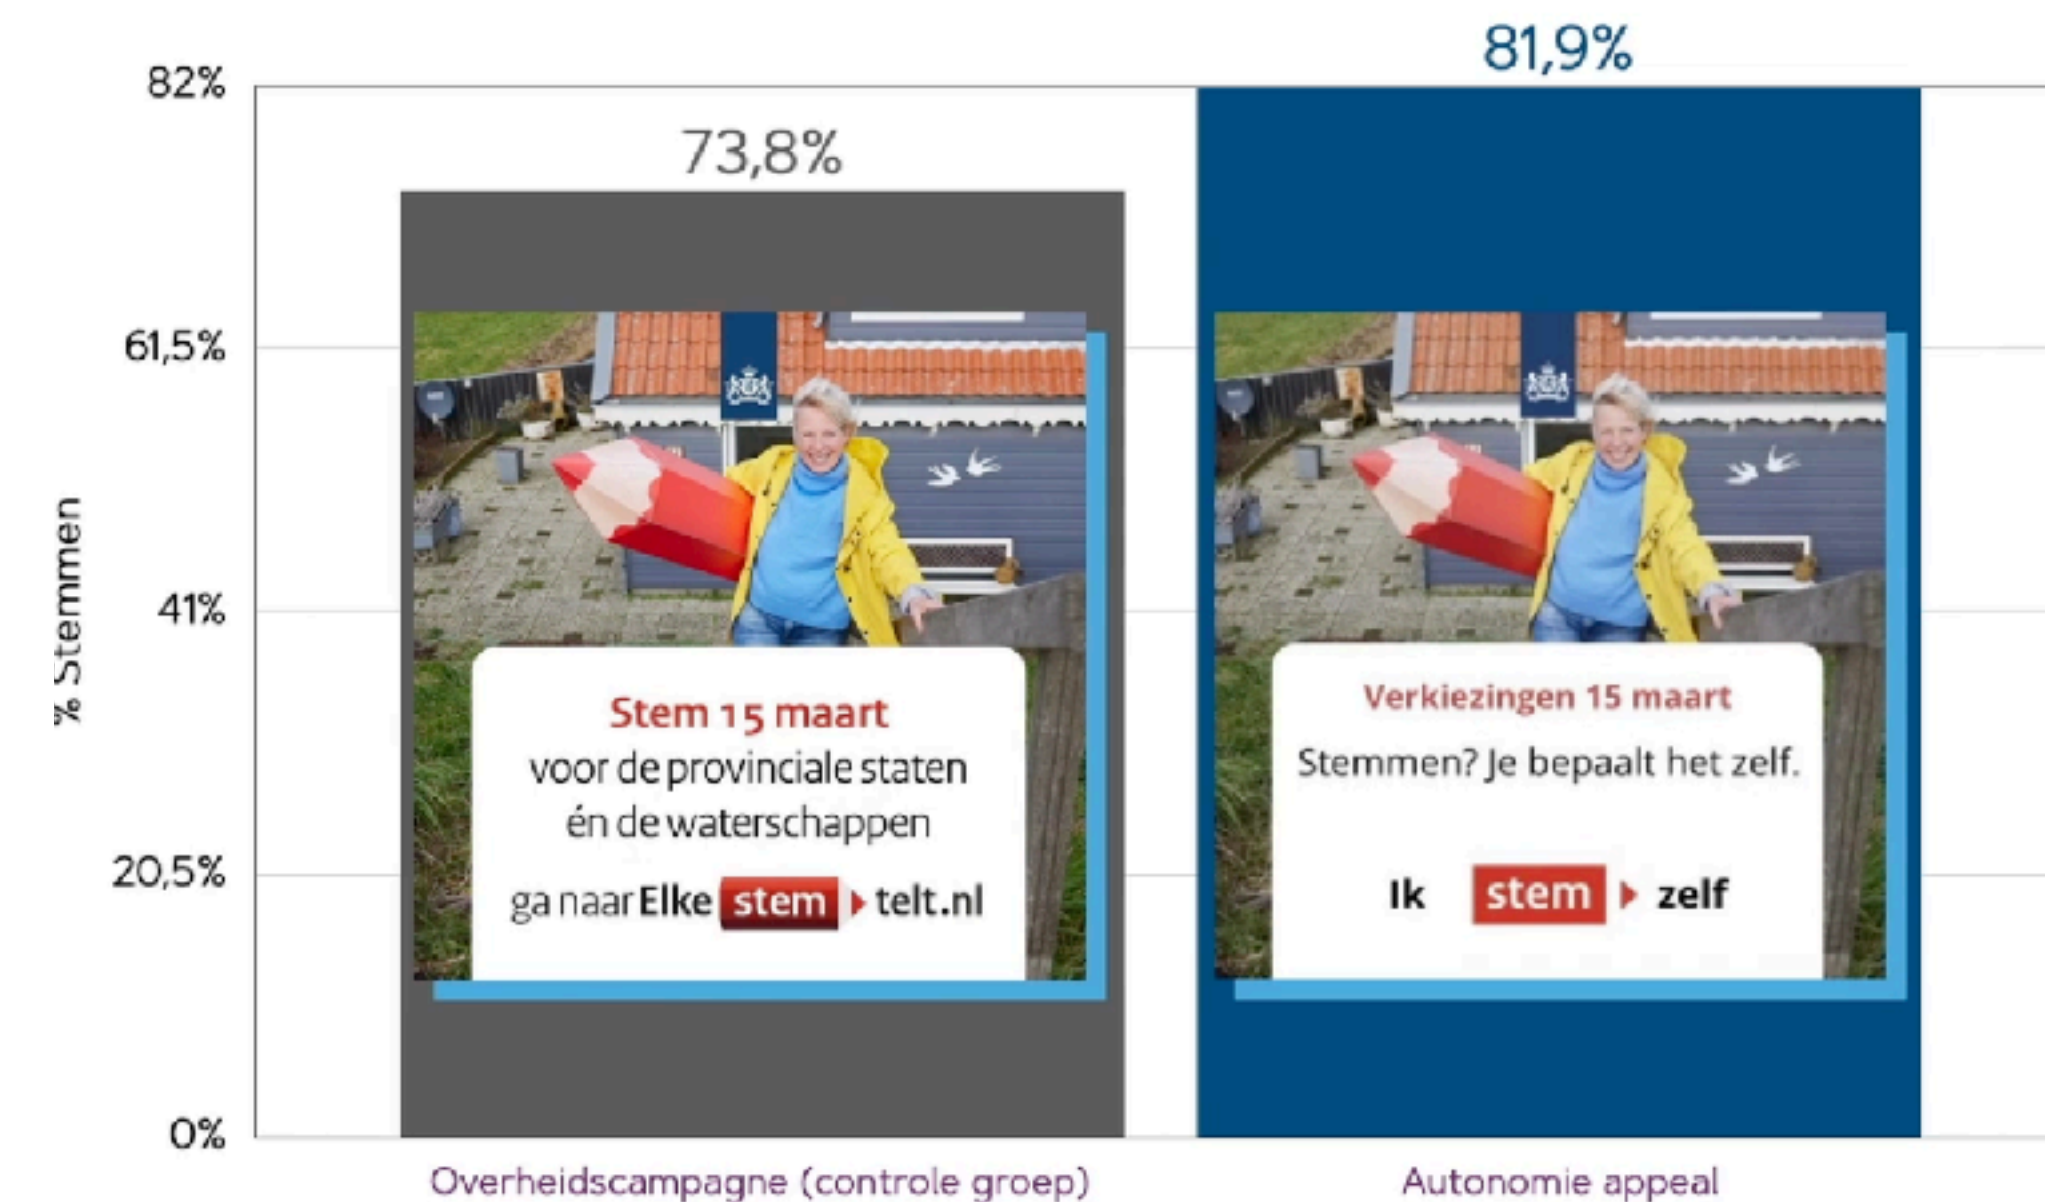 81,9%
82%
73,8%
61,5%
41%
20,5%
0%
% Stemmen
Stem 15 maart
voor de provinciale staten
én de waterschappen
ga naar Elke stem telt.nl
Verkiezingen 15 maart
Stemmen? Je bepaalt het zelf.
Ik stem zelf
Overheidscampagne (controle groep)
Autonomie appeal